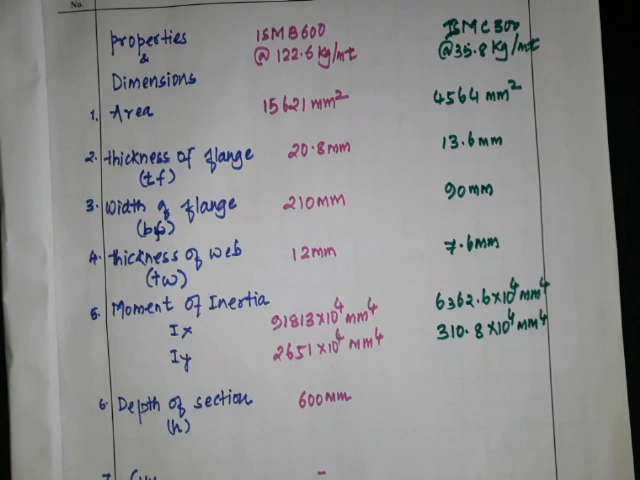 No.
Properties ISMB600 ISMC300
& @ 122.6 kg/mt @35.8 kg/mt
Dimensions
1. Area 15621 mm² 4564 mm²
2. thickness of flange 20.8mm 13.6mm
(tf)
3. Width of flange 210mm 90mm
4. thickness of web 12mm 7.6mm
(tw)
5. Moment of Inertia
Ix 91813×10⁴ mm⁴ 6362.6×10⁴ mm⁴
Iy 2651×10⁴ mm⁴ 310.8×10⁴ mm⁴
6. Depth of section 600mm
(h)